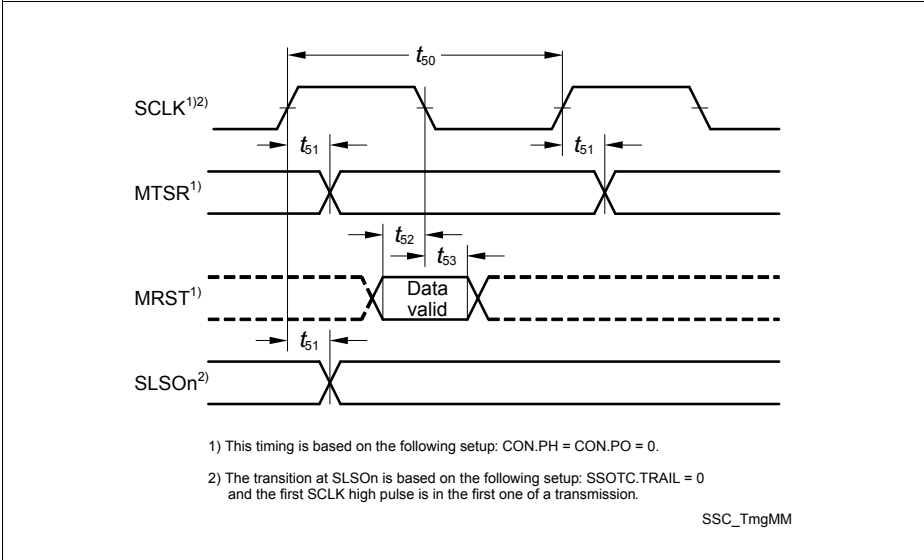 t50
SCLK1)2)
t51
t51
MTSR1)
t52
t53
MRST1)
Data
valid
t51
SLSOn2)
1) This timing is based on the following setup: CON.PH = CON.PO = 0.
2) The transition at SLSOn is based on the following setup: SSOTC.TRAIL = 0
and the first SCLK high pulse is in the first one of a transmission.
SSC_TmgMM